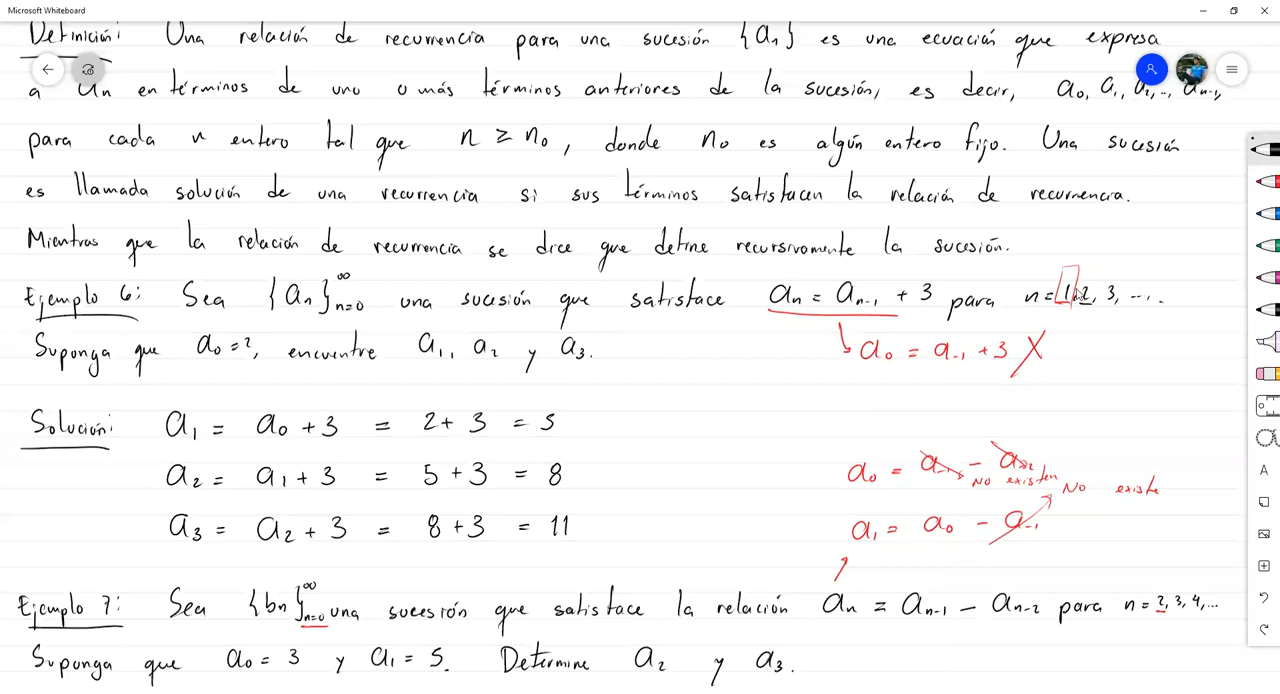 Microsoft Whiteboard
Definición: Una relación de recurrencia para una sucesión {an} es una ecuación que expresa
a an en términos de uno o más términos anteriores de la sucesión, es decir, a0, a1, a2, .., an-1,
para cada n entero tal que n ≥ n0, donde n0 es algún entero fijo. Una sucesión
es llamada solución de una recurrencia si sus términos satisfacen la relación de recurrencia.
Mientras que la relación de recurrencia se dice que define recursivamente la sucesión.
Ejemplo 6: Sea {an}∞n=0 una sucesión que satisface an = an-1 + 3 para n = 1, 2, 3, ....
Suponga que a0 = 2, encuentre a1, a2 y a3.
a0 = a-1 + 3 X
Solución: a1 = a0 + 3 = 2 + 3 = 5
a2 = a1 + 3 = 5 + 3 = 8
a0 = a-1 - a-2
No existen
No existe
a3 = a2 + 3 = 8 + 3 = 11
a1 = a0 - a-1
Ejemplo 7: Sea {bn}∞n=0 una sucesión que satisface la relación an = an-1 - an-2 para n = 2, 3, 4, ...
Suponga que a0 = 3 y a1 = 5. Determine a2 y a3.
A